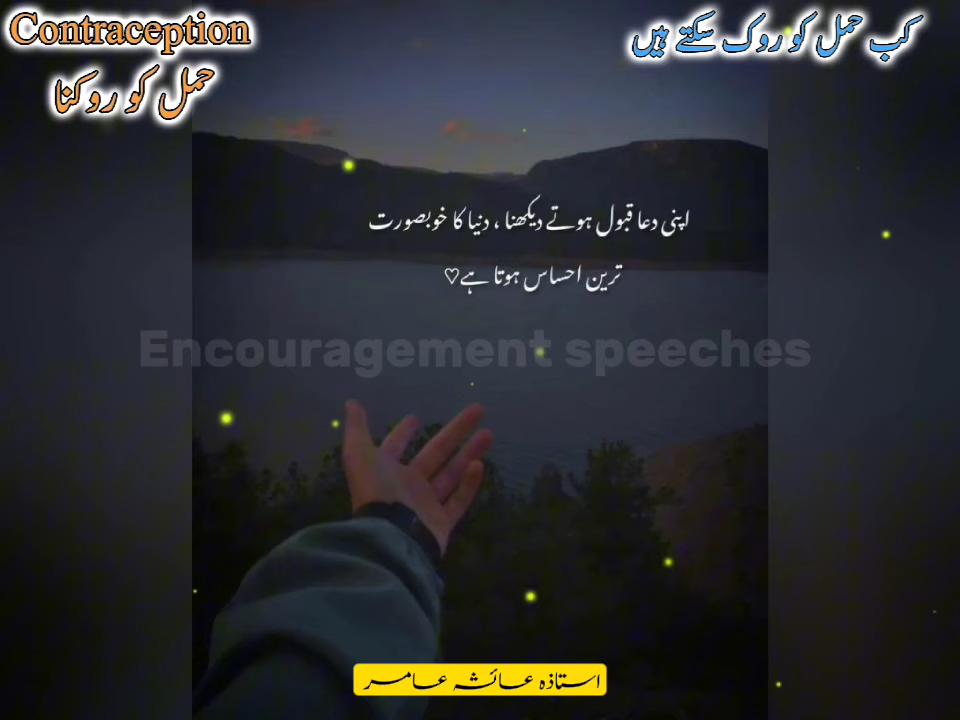 Contraception
حمل کو روکنا
کب حمل کو روک سکتے ہیں
اپنی دعا قبول ہوتے دیکھنا ، دنیا کا خوبصورت
ترین احساس ہوتا ہے♡
Encouragement speeches
استاذہ عائشہ عامر